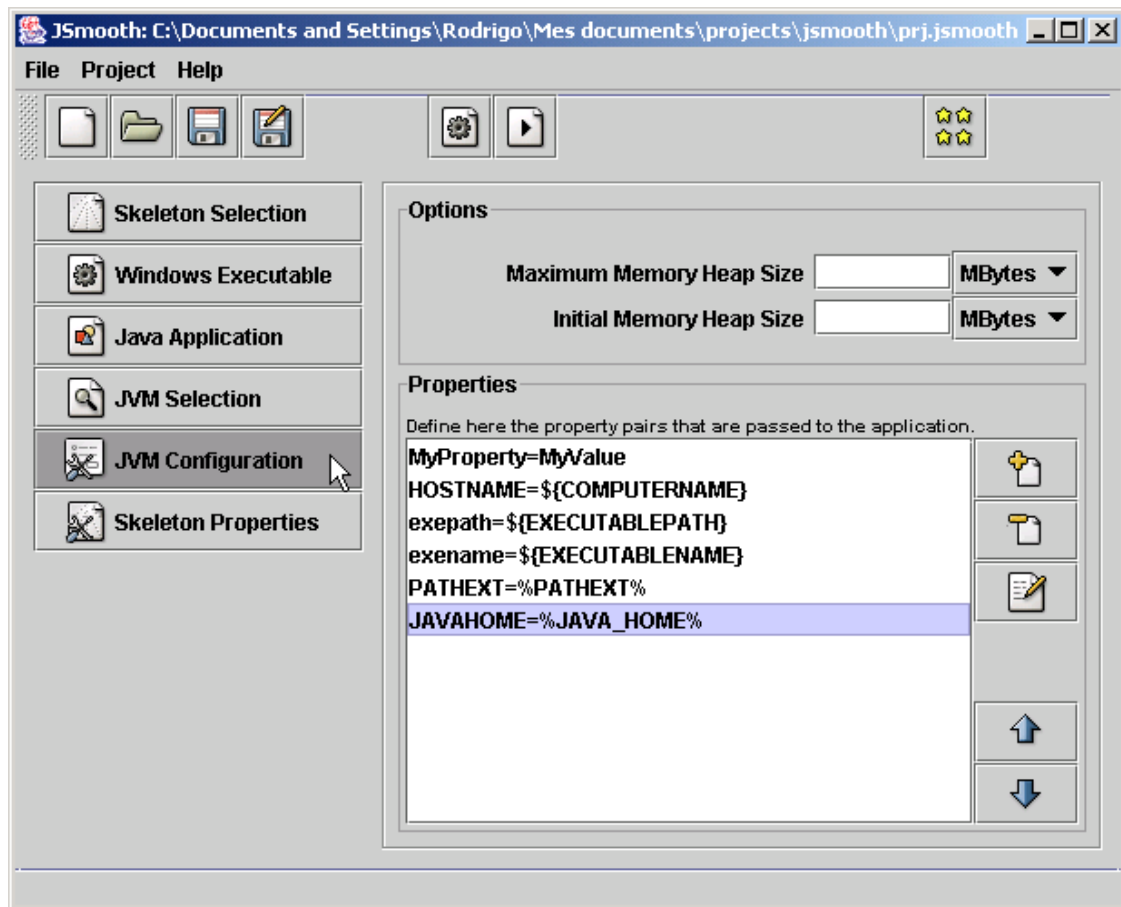 JSmooth: C:\Documents and Settings\Rodrigo\Mes documents\projects\jsmooth\prj.jsmooth
File Project Help
Skeleton Selection
Windows Executable
Java Application
JVM Selection
JVM Configuration
Skeleton Properties
Options
Maximum Memory Heap Size MBytes
Initial Memory Heap Size MBytes
Properties
Define here the property pairs that are passed to the application.
MyProperty=MyValue
HOSTNAME=${COMPUTERNAME}
exepath=${EXECUTABLEPATH}
exename=${EXECUTABLENAME}
PATHEXT=%PATHEXT%
JAVAHOME=%JAVA_HOME%